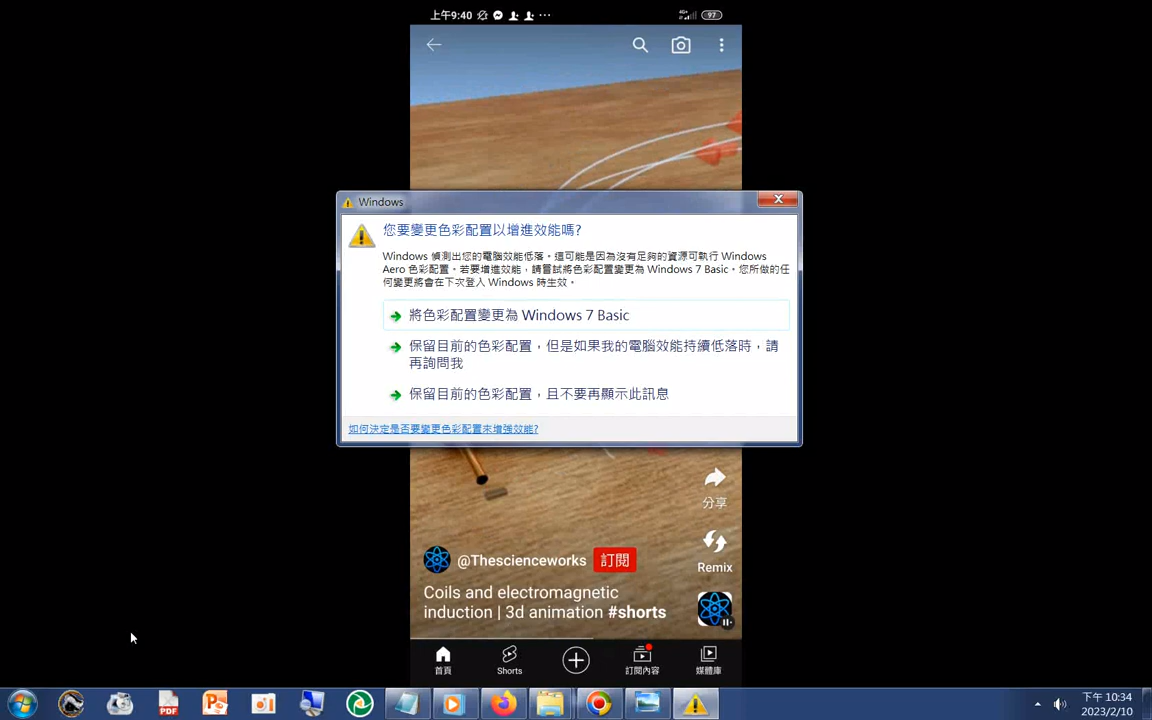 上午9:40
97
Windows
您要變更色彩配置以增進效能嗎?
Windows 偵測出您的電腦效能低落。這可能是因為沒有足夠的資源可執行 Windows
Aero 色彩配置。若要增進效能，請嘗試將色彩配置變更為 Windows 7 Basic。您所做的任
何變更將會在下次登入 Windows 時生效。
將色彩配置變更為 Windows 7 Basic
保留目前的色彩配置，但是如果我的電腦效能持續低落時，請
再詢問我
保留目前的色彩配置，且不要再顯示此訊息
如何決定是否要變更色彩配置來增強效能?
分享
Remix
@Thescienceworks 訂閱
Coils and electromagnetic
induction | 3d animation #shorts
首頁
Shorts
訂閱內容
媒體庫
PDF
下午 10:34
2023/2/10